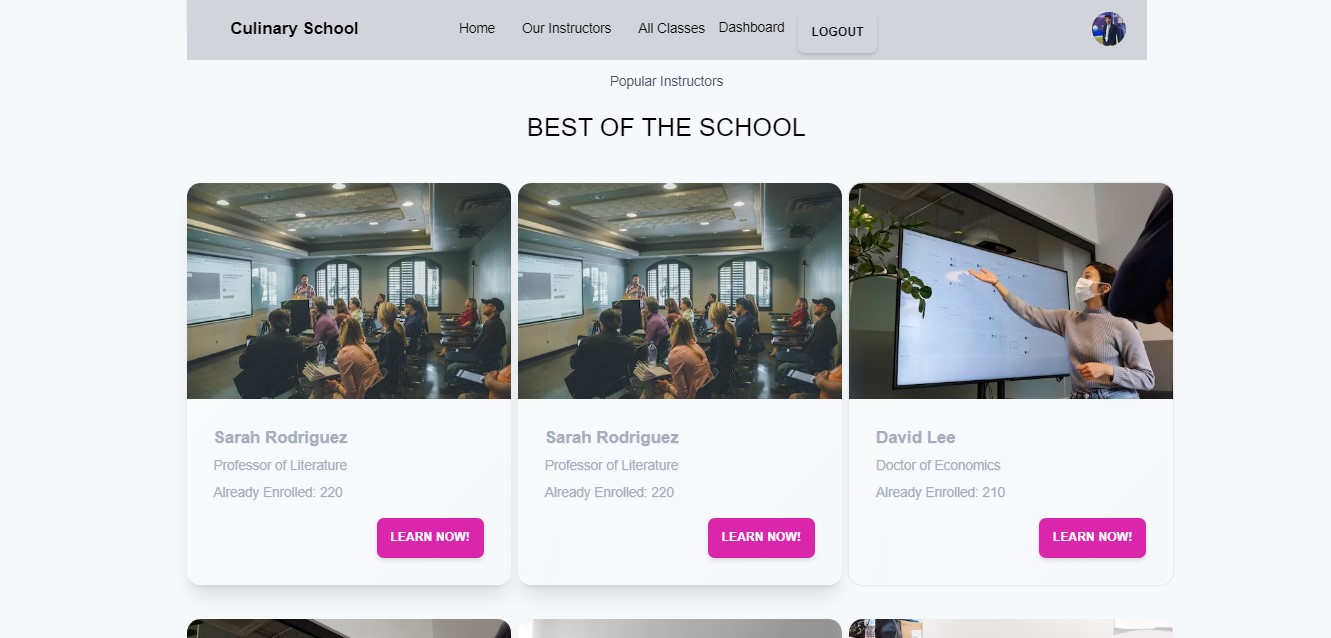 Culinary School
Home
Our Instructors
All Classes
Dashboard
LOGOUT
Popular Instructors
BEST OF THE SCHOOL
Sarah Rodriguez
Professor of Literature
Already Enrolled: 220
LEARN NOW!
Sarah Rodriguez
Professor of Literature
Already Enrolled: 220
LEARN NOW!
David Lee
Doctor of Economics
Already Enrolled: 210
LEARN NOW!